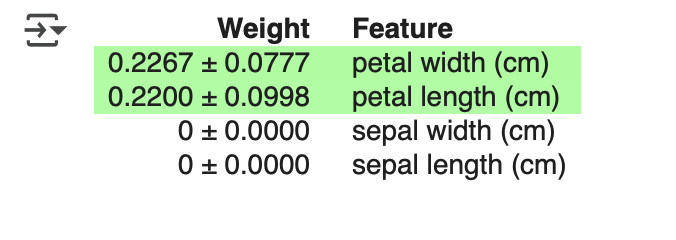 Weight Feature
0.2267 ± 0.0777 petal width (cm)
0.2200 ± 0.0998 petal length (cm)
0 ± 0.0000 sepal width (cm)
0 ± 0.0000 sepal length (cm)